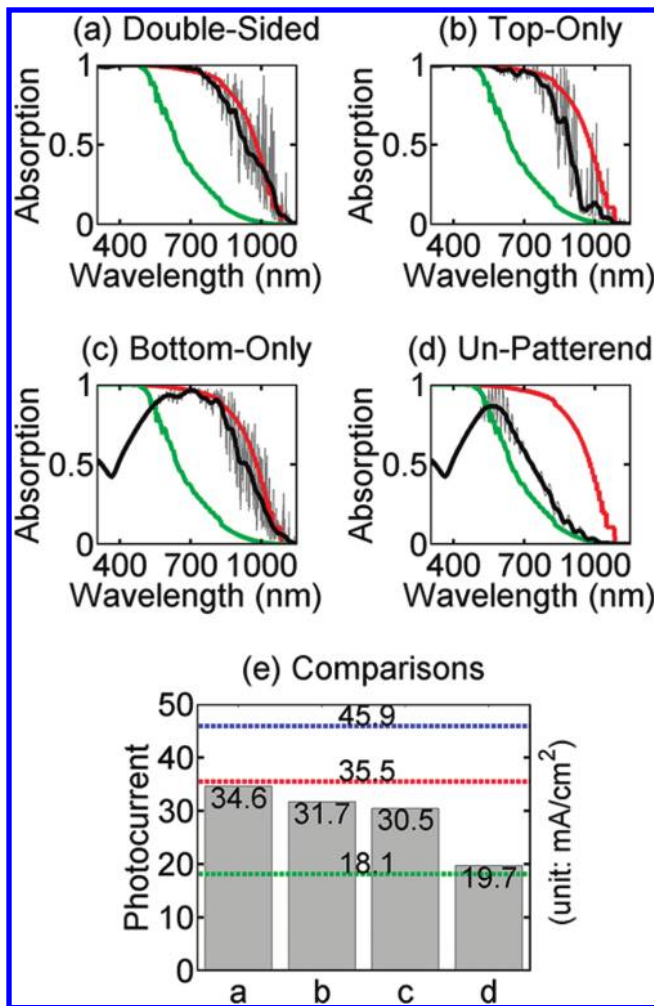 (a) Double-Sided
(b) Top-Only
1
0.5
0
Absorption
400 700 1000
Wavelength (nm)
1
0.5
0
Absorption
400 700 1000
Wavelength (nm)
(c) Bottom-Only
(d) Un-Patterend
1
0.5
0
Absorption
400 700 1000
Wavelength (nm)
1
0.5
0
Absorption
400 700 1000
Wavelength (nm)
(e) Comparisons
50
40
30
20
10
0
Photocurrent
45.9
35.5
34.6
31.7
30.5
18.1
19.7
a b c d
(unit: mA/cm²)